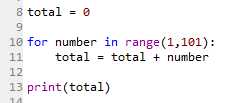 8 total = 0
9
10 for number in range(1,101):
11     total = total + number
12
13 print(total)
14